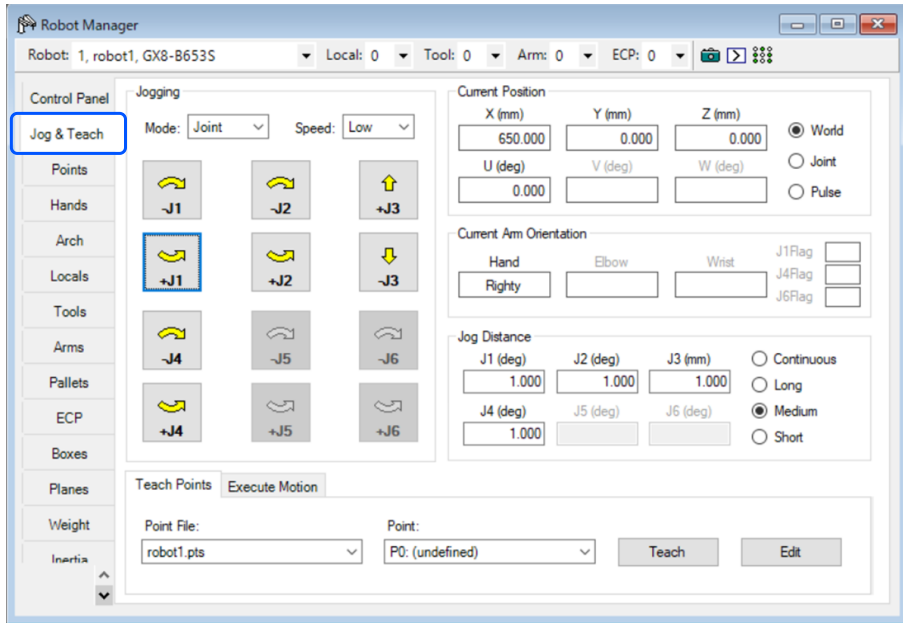 Robot Manager
Robot: 1, robot1, GX8-B653S Local: 0 Tool: 0 Arm: 0 ECP: 0
Control Panel
Jog & Teach
Points
Hands
Arch
Locals
Tools
Arms
Pallets
ECP
Boxes
Planes
Weight
Inertia
Jogging
Mode: Joint Speed: Low
-J1 -J2 +J3
+J1 +J2 -J3
-J4 -J5 -J6
+J4 +J5 +J6
Current Position
X (mm) Y (mm) Z (mm)
650.000 0.000 0.000
U (deg) V (deg) W (deg)
0.000
World
Joint
Pulse
Current Arm Orientation
Hand Elbow Wrist
Righty
J1Flag
J4Flag
J6Flag
Jog Distance
J1 (deg) J2 (deg) J3 (mm)
1.000 1.000 1.000
J4 (deg) J5 (deg) J6 (deg)
1.000
Continuous
Long
Medium
Short
Teach Points Execute Motion
Point File: Point:
robot1.pts P0: (undefined) Teach Edit